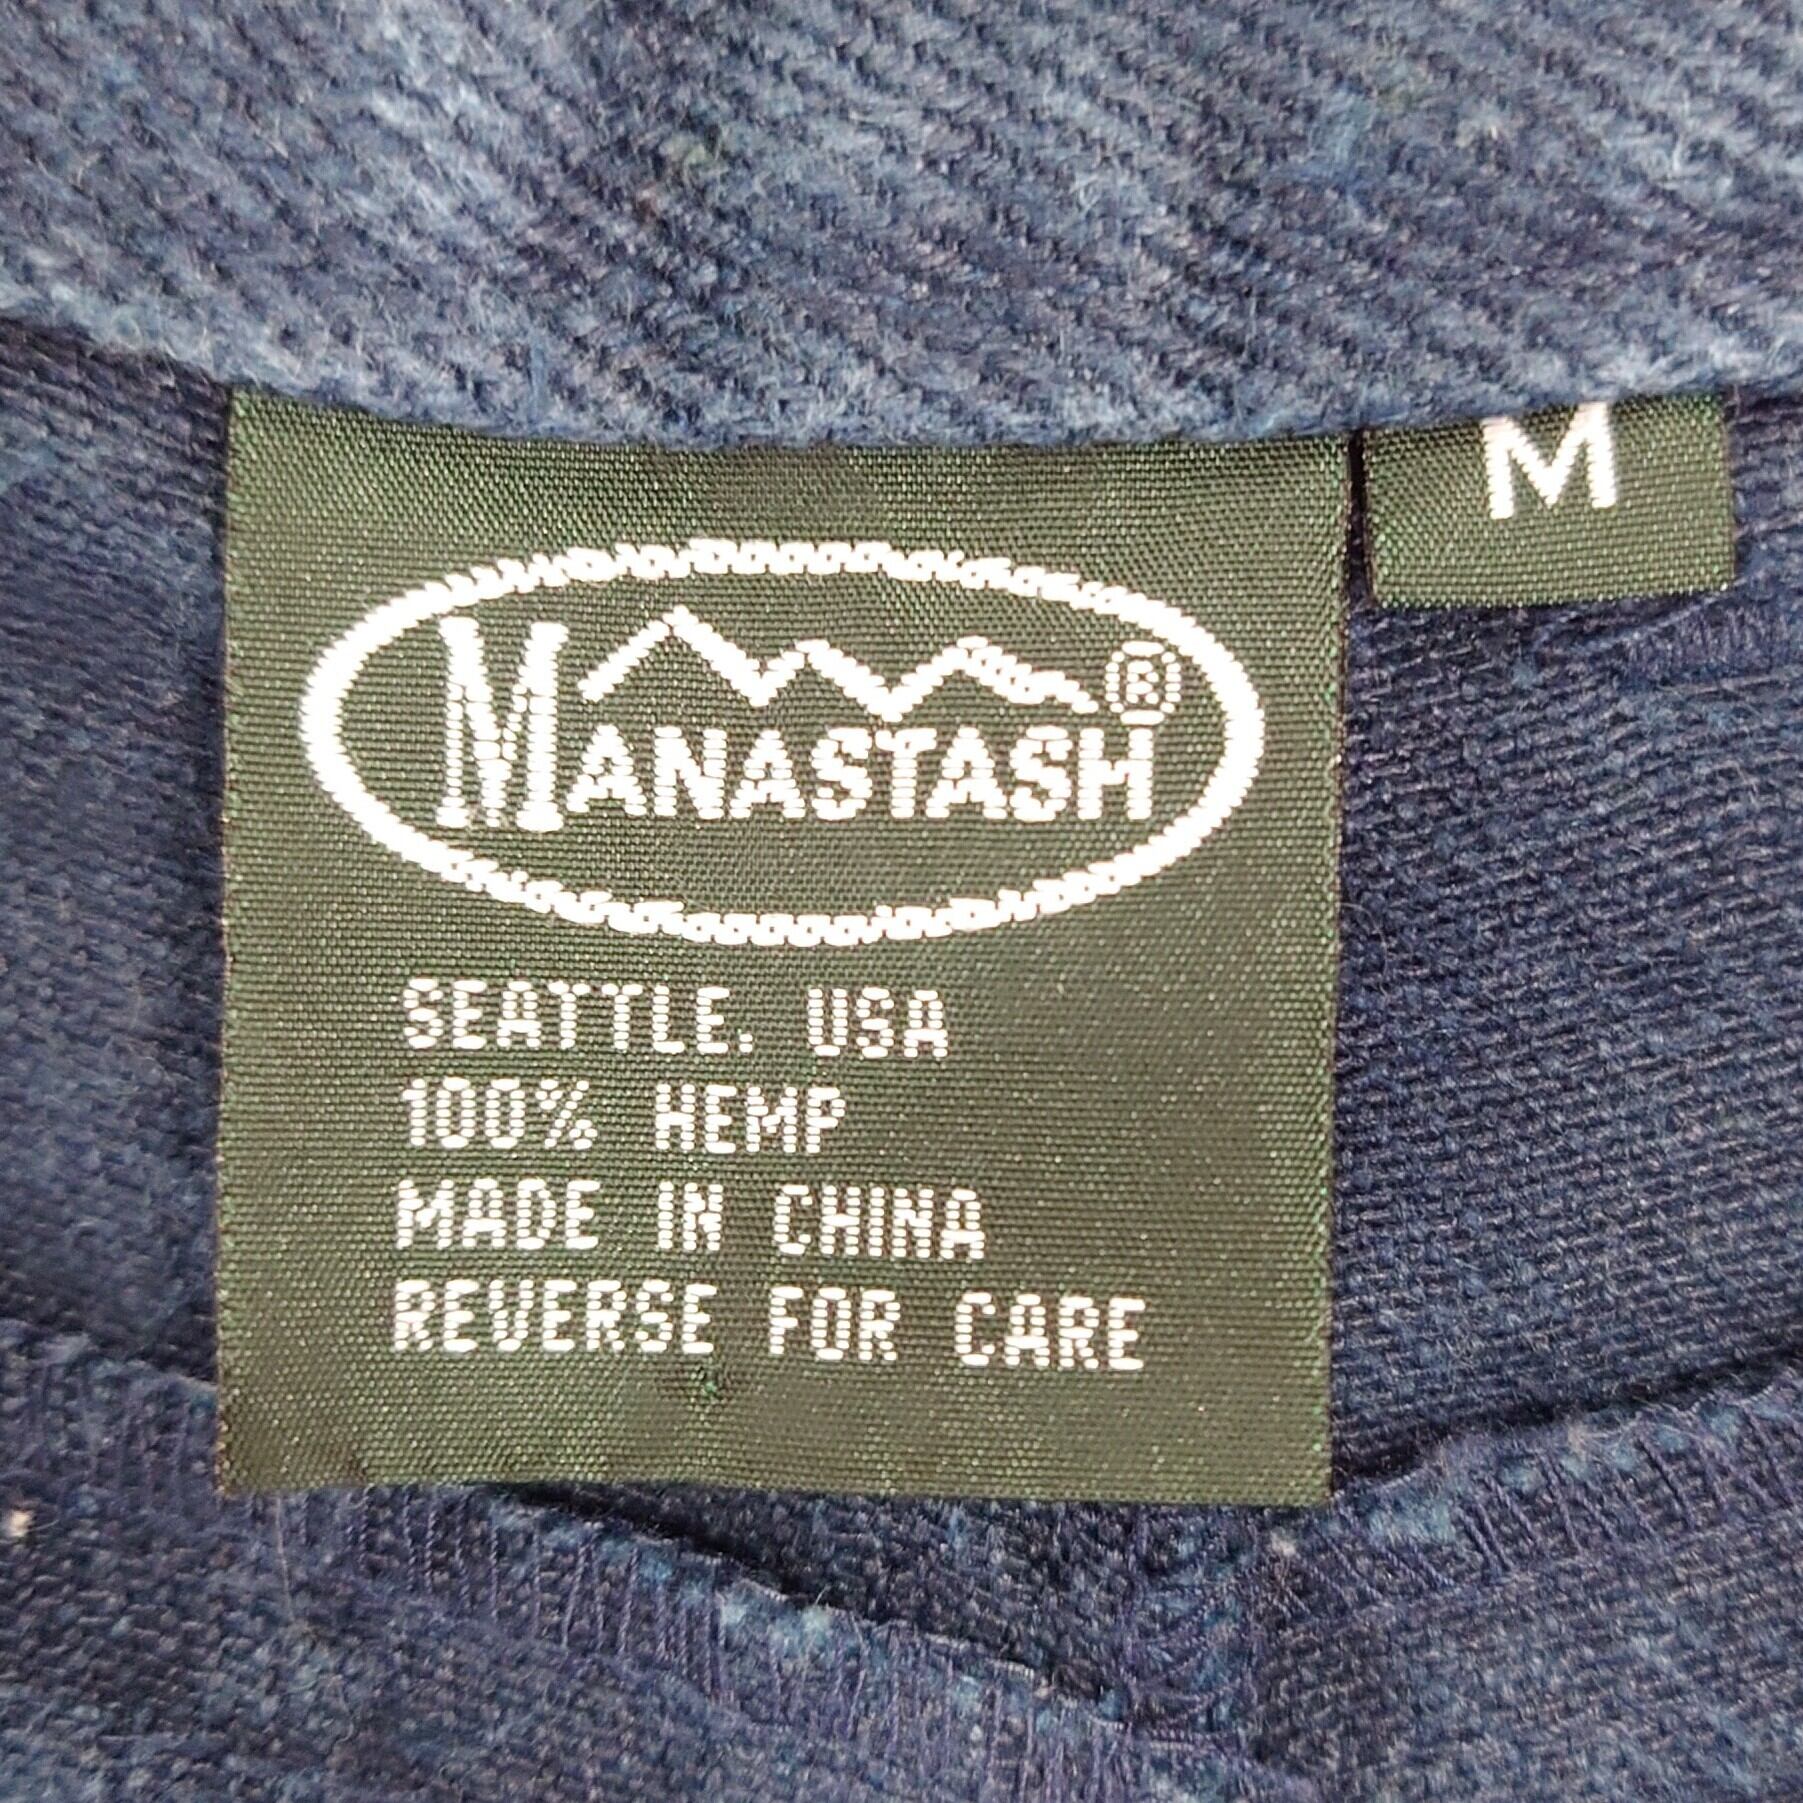 M
MANASTASH®
SEATTLE, USA
100% HEMP
MADE IN CHINA
REVERSE FOR CARE